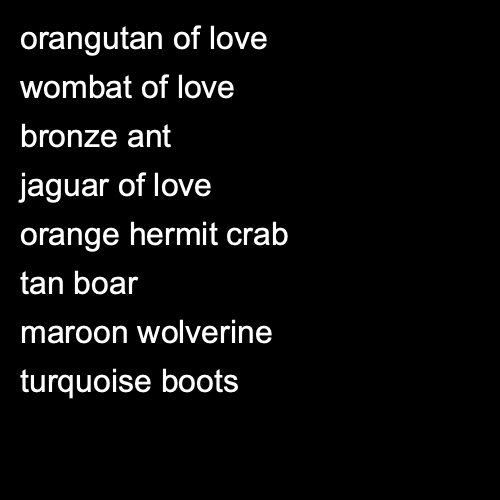 orangutan of love
wombat of love
bronze ant
jaguar of love
orange hermit crab
tan boar
maroon wolverine
turquoise boots